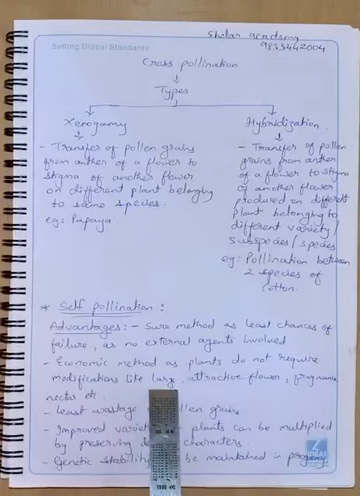 Shelar academy
9833442004
Setting Global Standards
Cross pollination
Types
Xenogamy
Hybridization
- Transfer of pollen grains
from anther of a flower to
stigma of another flower
on different plant belonging
to same species.
eg: Papaya.
- Transfer of pollen
grains from anther
of a flower to stigma
of another flower
produced on different
plant belonging to
different variety/
subspecies/species
eg: Pollination between
2 species of
Cotton.
* Self pollination :
Advantages: - Sure method as least chances of
failure, as no external agents involved
- Economic method as plants do not require
modifications like large, attractive flower, fragrance
nectar etc.
- Least wastage pollen grains.
- Improved plants can be multiplied
by preserving characters.
- Genetic be maintained in
IDEAS